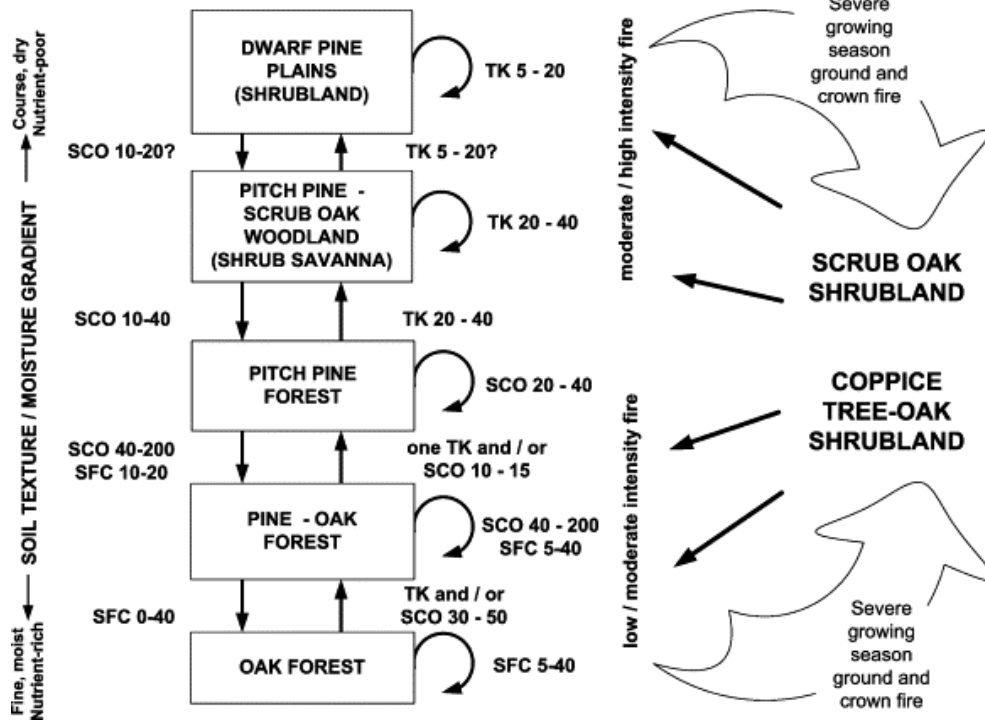 Course, dry
Nutrient-poor
SOIL TEXTURE / MOISTURE GRADIENT
Fine, moist
Nutrient-rich
DWARF PINE
PLAINS
(SHRUBLAND)
TK 5 - 20
SCO 10-20?
TK 5 - 20?
PITCH PINE -
SCRUB OAK
WOODLAND
(SHRUB SAVANNA)
TK 20 - 40
SCO 10-40
TK 20 - 40
PITCH PINE
FOREST
SCO 20 - 40
SCO 40-200
SFC 10-20
one TK and / or
SCO 10 - 15
PINE - OAK
FOREST
SCO 40 - 200
SFC 5-40
SFC 0-40
TK and / or
SCO 30 - 50
OAK FOREST
SFC 5-40
moderate / high intensity fire
Severe
growing
season
ground and
crown fire
SCRUB OAK
SHRUBLAND
COPPICE
TREE-OAK
SHRUBLAND
low / moderate intensity fire
Severe
growing
season
ground and
crown fire